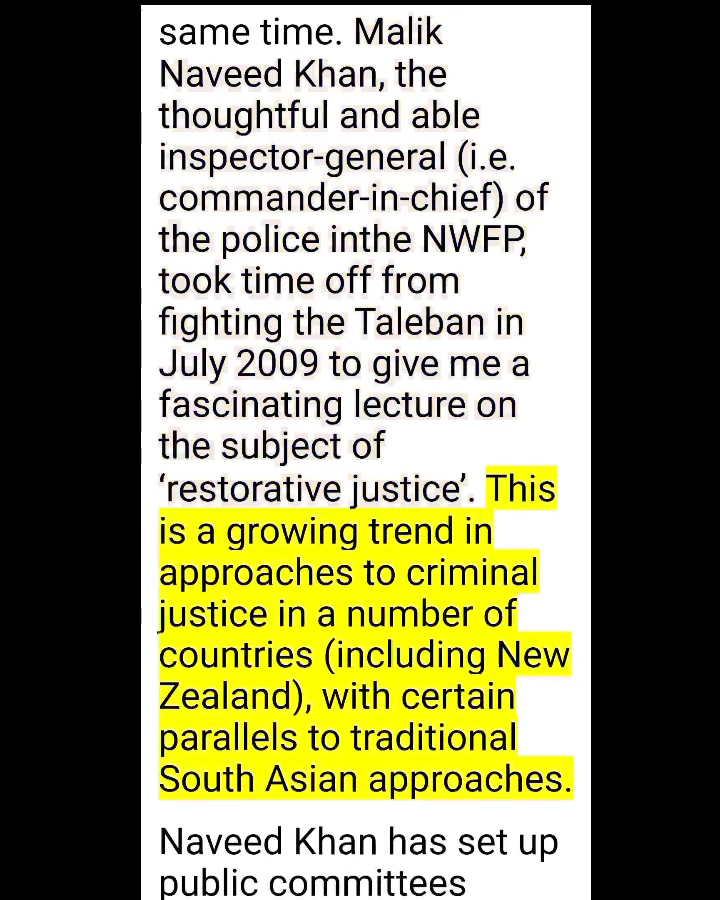 same time. Malik
Naveed Khan, the
thoughtful and able
inspector-general (i.e.
commander-in-chief) of
the police inthe NWFP,
took time off from
fighting the Taleban in
July 2009 to give me a
fascinating lecture on
the subject of
‘restorative justice’. This
is a growing trend in
approaches to criminal
justice in a number of
countries (including New
Zealand), with certain
parallels to traditional
South Asian approaches.
Naveed Khan has set up
public committees